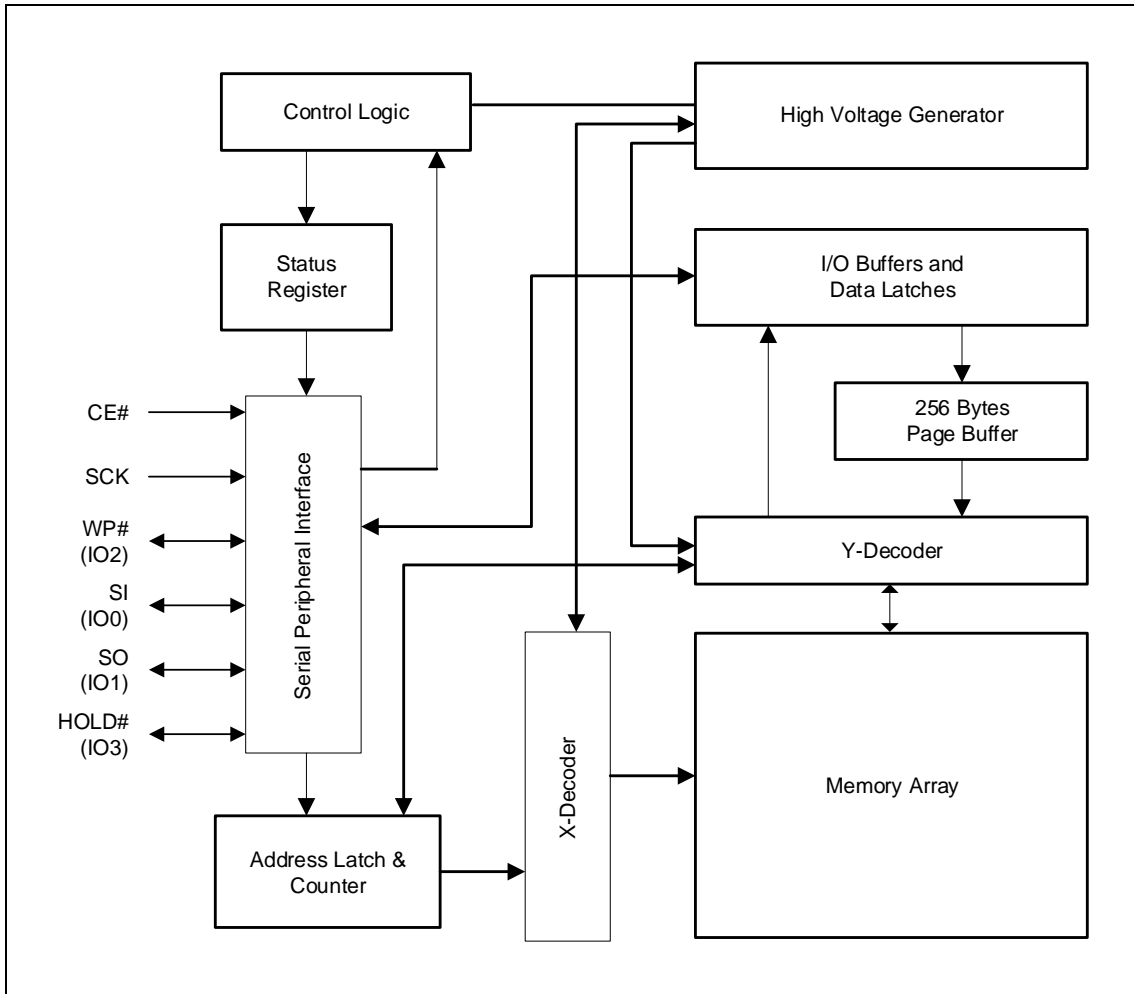 Control Logic
High Voltage Generator
Status
Register
I/O Buffers and
Data Latches
256 Bytes
Page Buffer
CE#
SCK
WP#
(IO2)
SI
(IO0)
SO
(IO1)
HOLD#
(IO3)
Serial Peripheral Interface
Y-Decoder
X-Decoder
Memory Array
Address Latch &
Counter